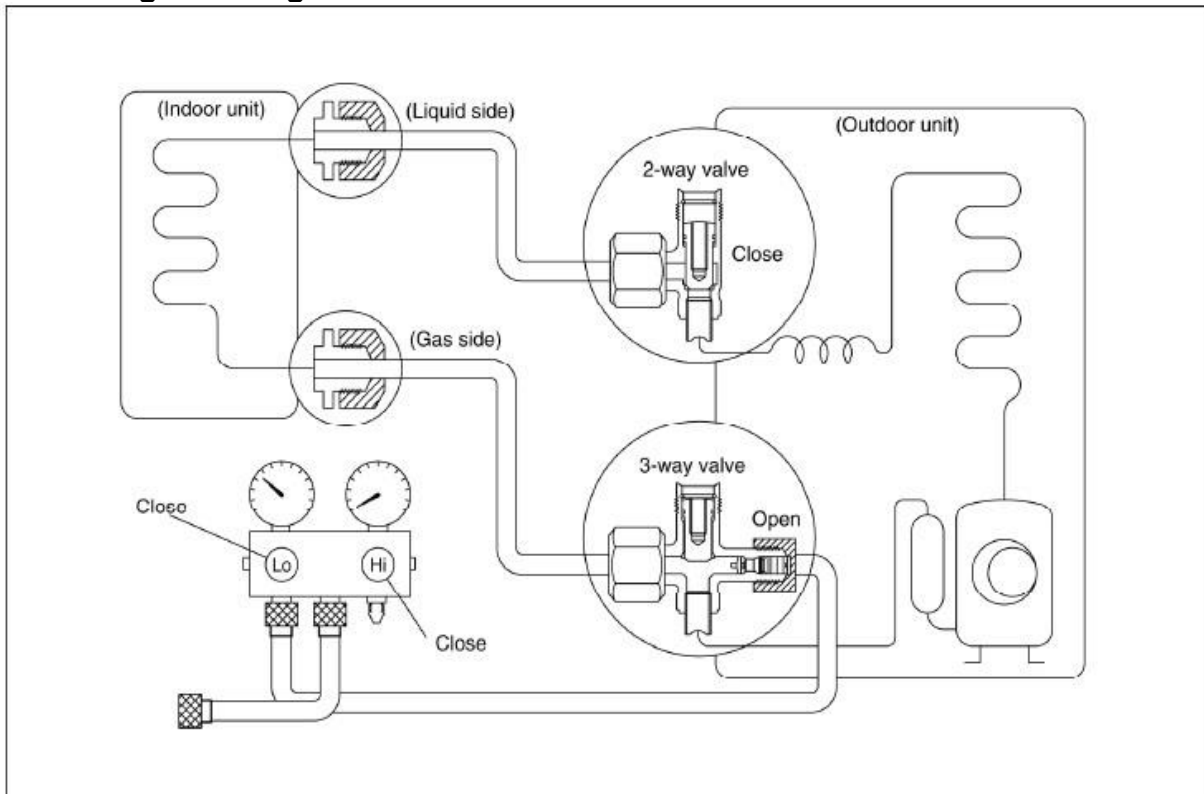 (Indoor unit)
(Liquid side)
(Outdoor unit)
2-way valve
Close
(Gas side)
3-way valve
Open
Closo
Lo
Hi
Close